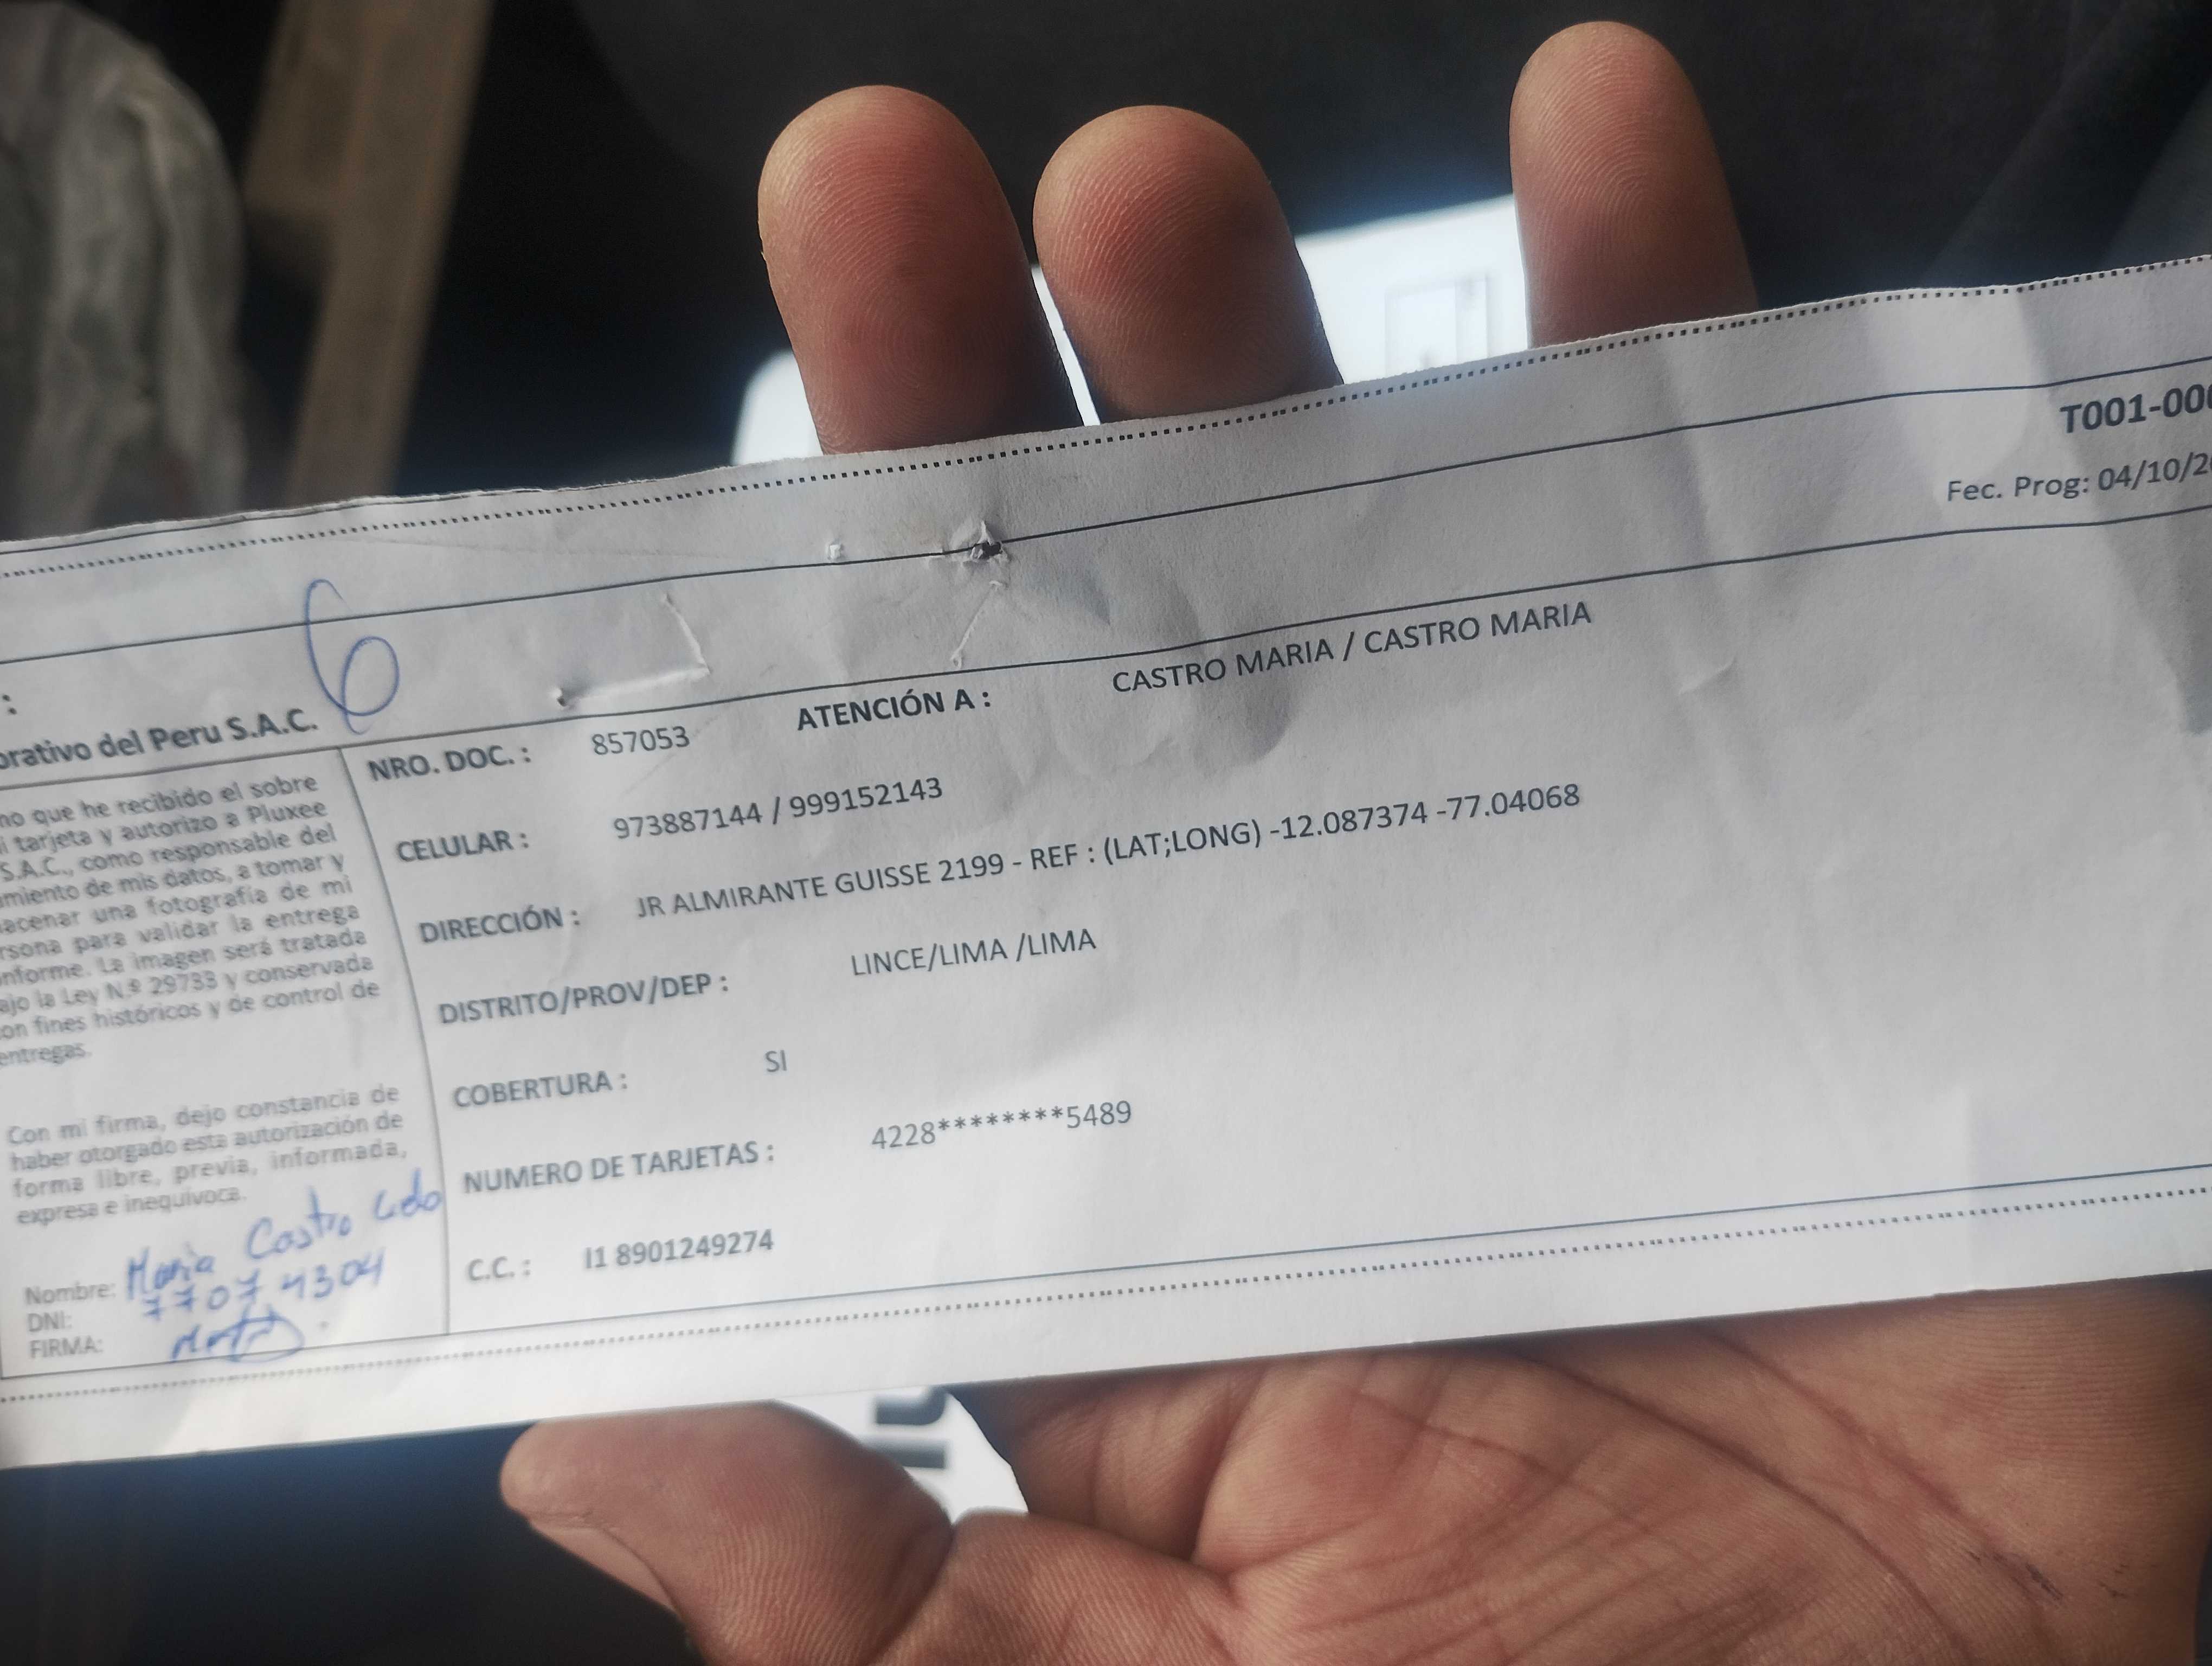 T001-00
Fec. Prog: 04/10/2
6
:
orativo del Peru S.A.C.
no que he recibido el sobre
i tarjeta y autorizo a Pluxee
S.A.C., como responsable del
amiento de mis datos, a tomar y
acenar una fotografía de mi
rsona para validar la entrega
nforme. La imagen será tratada
ajo la Ley N.º 29733 y conservada
on fines históricos y de control de
entregas.
Con mi firma, dejo constancia de
haber otorgado esta autorización de
forma libre, previa, informada,
expresa e inequívoca.
Nombre: Maria Castro
DNI: 77074304
FIRMA:
NRO. DOC. : 857053 ATENCIÓN A : CASTRO MARIA / CASTRO MARIA
CELULAR : 973887144 / 999152143
DIRECCIÓN : JR ALMIRANTE GUISSE 2199 - REF : (LAT;LONG) -12.087374 -77.04068
DISTRITO/PROV/DEP : LINCE/LIMA /LIMA
COBERTURA : SI
NUMERO DE TARJETAS : 4228********5489
C.C. : I1 8901249274